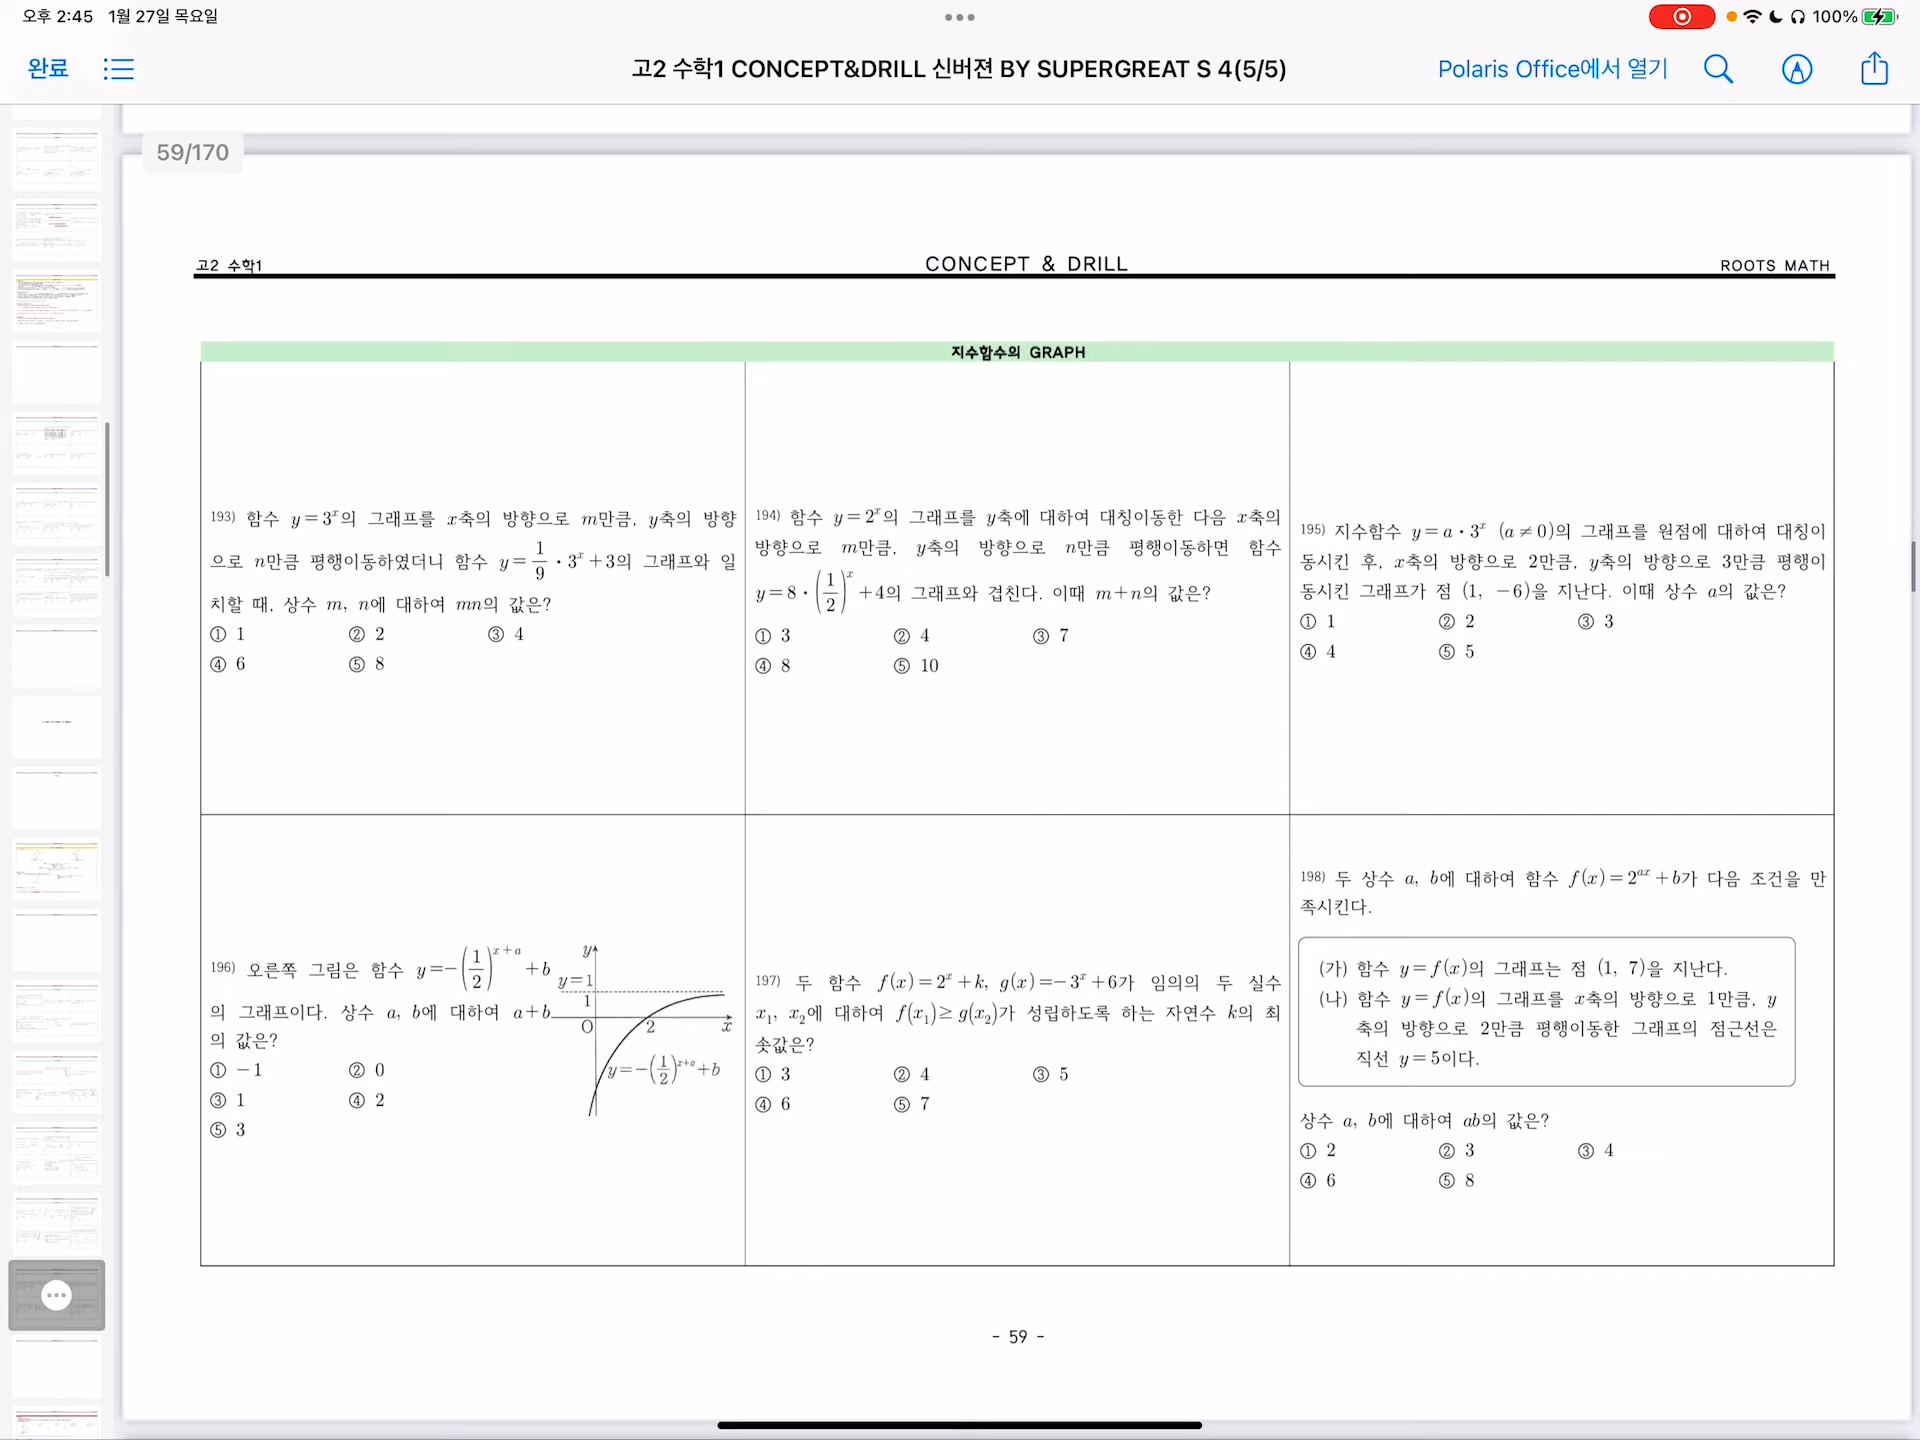 오후 2:45 1월 27일 목요일
100%
완료
고2 수학1 CONCEPT&DRILL 신버젼 BY SUPERGREAT S 4(5/5)
Polaris Office에서 열기
59/170
고2 수학1
CONCEPT & DRILL
ROOTS MATH
지수함수의 GRAPH
193) 함수 y=3^x의 그래프를 x축의 방향으로 m만큼, y축의 방향
으로 n만큼 평행이동하였더니 함수 y=1/9·3^x+3의 그래프와 일
치할 때, 상수 m, n에 대하여 mn의 값은?
① 1 ② 2 ③ 4
④ 6 ⑤ 8
194) 함수 y=2^x의 그래프를 y축에 대하여 대칭이동한 다음 x축의
방향으로 m만큼, y축의 방향으로 n만큼 평행이동하면 함수
y=8·(1/2)^x+4의 그래프와 겹친다. 이때 m+n의 값은?
① 3 ② 4 ③ 7
④ 8 ⑤ 10
195) 지수함수 y=a·3^x (a≠0)의 그래프를 원점에 대하여 대칭이
동시킨 후, x축의 방향으로 2만큼, y축의 방향으로 3만큼 평행이
동시킨 그래프가 점 (1, -6)을 지난다. 이때 상수 a의 값은?
① 1 ② 2 ③ 3
④ 4 ⑤ 5
196) 오른쪽 그림은 함수 y=-(1/2)^(x+a)+b
의 그래프이다. 상수 a, b에 대하여 a+b
의 값은?
① -1 ② 0
③ 1 ④ 2
⑤ 3
y
y=1
1
O 2 x
y=-(1/2)^(x+a)+b
197) 두 함수 f(x)=2^x+k, g(x)=-3^x+6가 임의의 두 실수
x₁, x₂에 대하여 f(x₁)≥g(x₂)가 성립하도록 하는 자연수 k의 최
솟값은?
① 3 ② 4 ③ 5
④ 6 ⑤ 7
198) 두 상수 a, b에 대하여 함수 f(x)=2^(ax)+b가 다음 조건을 만
족시킨다.
(가) 함수 y=f(x)의 그래프는 점 (1, 7)을 지난다.
(나) 함수 y=f(x)의 그래프를 x축의 방향으로 1만큼, y
축의 방향으로 2만큼 평행이동한 그래프의 점근선은
직선 y=5이다.
상수 a, b에 대하여 ab의 값은?
① 2 ② 3 ③ 4
④ 6 ⑤ 8
- 59 -